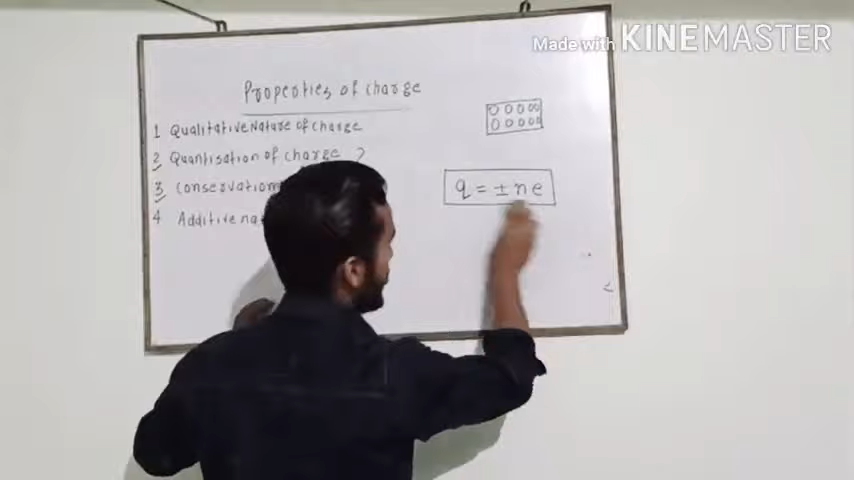 Made with KINEMASTER
Properties of charge
1 Qualitative Nature of charge
2 Quantisation of charge
3 conservation
4 Additive
q = ± n e